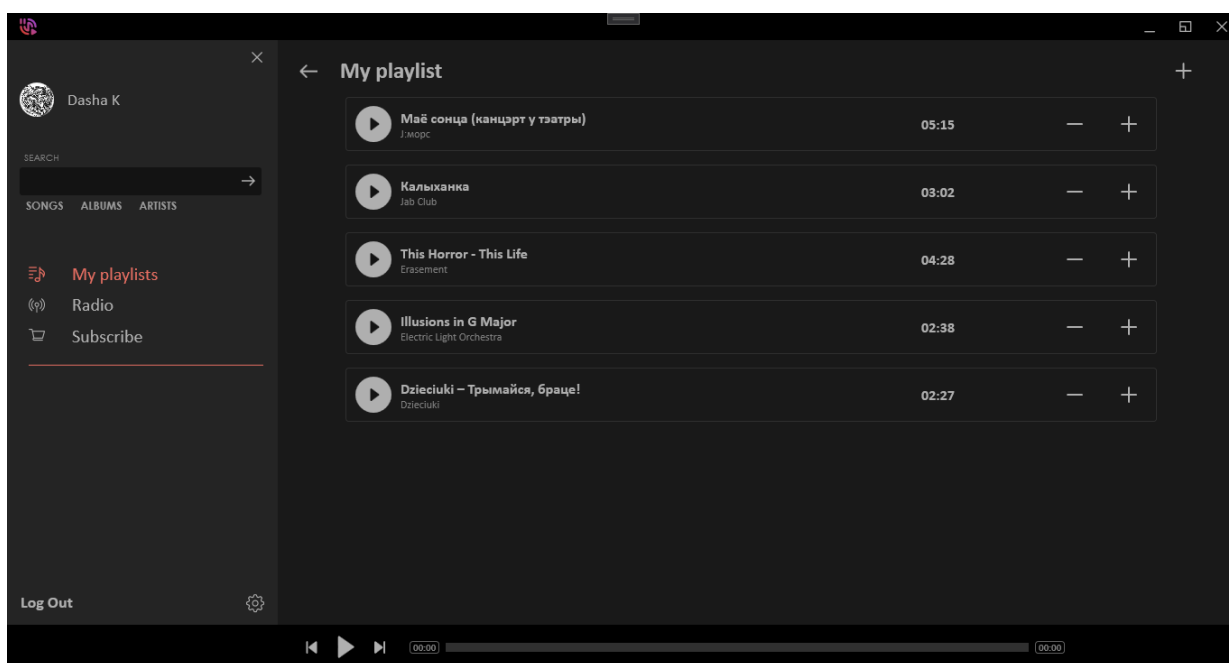 Dasha K
SEARCH
SONGS ALBUMS ARTISTS
My playlists
Radio
Subscribe
Log Out
My playlist
Маё сонца (канцэрт у тэатры)
J:морс
05:15
Калыханка
Jab Club
03:02
This Horror - This Life
Erasement
04:28
Illusions in G Major
Electric Light Orchestra
02:38
Dzieciuki – Трымайся, браце!
Dzieciuki
02:27
00:00 00:00